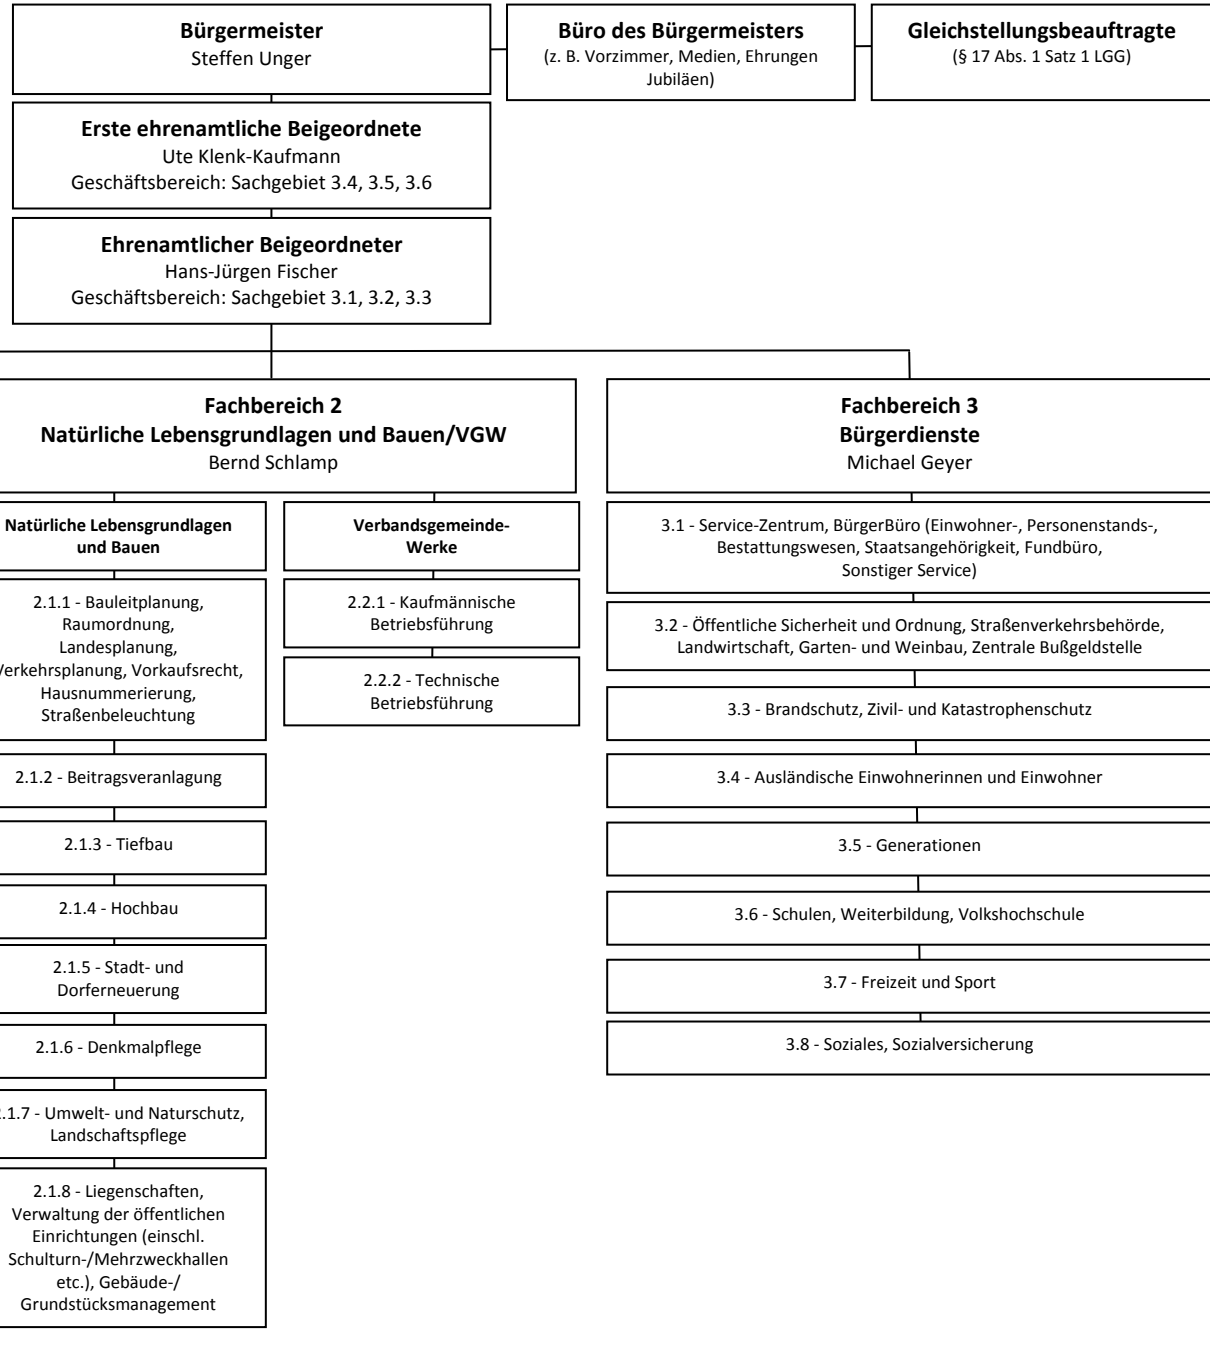 Bürgermeister
Steffen Unger
Büro des Bürgermeisters
(z. B. Vorzimmer, Medien, Ehrungen
Jubiläen)
Gleichstellungsbeauftragte
(§ 17 Abs. 1 Satz 1 LGG)
Erste ehrenamtliche Beigeordnete
Ute Klenk-Kaufmann
Geschäftsbereich: Sachgebiet 3.4, 3.5, 3.6
Ehrenamtlicher Beigeordneter
Hans-Jürgen Fischer
Geschäftsbereich: Sachgebiet 3.1, 3.2, 3.3
Fachbereich 2
Natürliche Lebensgrundlagen und Bauen/VGW
Bernd Schlamp
Natürliche Lebensgrundlagen
und Bauen
2.1.1 - Bauleitplanung,
Raumordnung,
Landesplanung,
Verkehrsplanung, Vorkaufsrecht,
Hausnummerierung,
Straßenbeleuchtung
2.1.2 - Beitragsveranlagung
2.1.3 - Tiefbau
2.1.4 - Hochbau
2.1.5 - Stadt- und
Dorferneuerung
2.1.6 - Denkmalpflege
2.1.7 - Umwelt- und Naturschutz,
Landschaftspflege
2.1.8 - Liegenschaften,
Verwaltung der öffentlichen
Einrichtungen (einschl.
Schulturn-/Mehrzweckhallen
etc.), Gebäude-/
Grundstücksmanagement
Verbandsgemeinde-
Werke
2.2.1 - Kaufmännische
Betriebsführung
2.2.2 - Technische
Betriebsführung
Fachbereich 3
Bürgerdienste
Michael Geyer
3.1 - Service-Zentrum, BürgerBüro (Einwohner-, Personenstands-,
Bestattungswesen, Staatsangehörigkeit, Fundbüro,
Sonstiger Service)
3.2 - Öffentliche Sicherheit und Ordnung, Straßenverkehrsbehörde,
Landwirtschaft, Garten- und Weinbau, Zentrale Bußgeldstelle
3.3 - Brandschutz, Zivil- und Katastrophenschutz
3.4 - Ausländische Einwohnerinnen und Einwohner
3.5 - Generationen
3.6 - Schulen, Weiterbildung, Volkshochschule
3.7 - Freizeit und Sport
3.8 - Soziales, Sozialversicherung